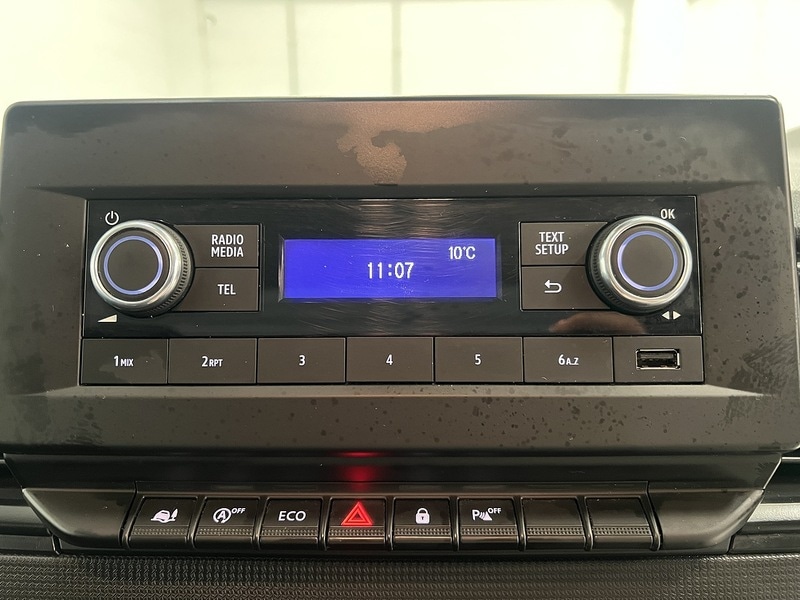 OK
RADIO
MEDIA
TEXT
SETUP
10°C
11:07
TEL
1MIX
2RPT
3
4
5
6A..Z
A OFF
ECO
P OFF